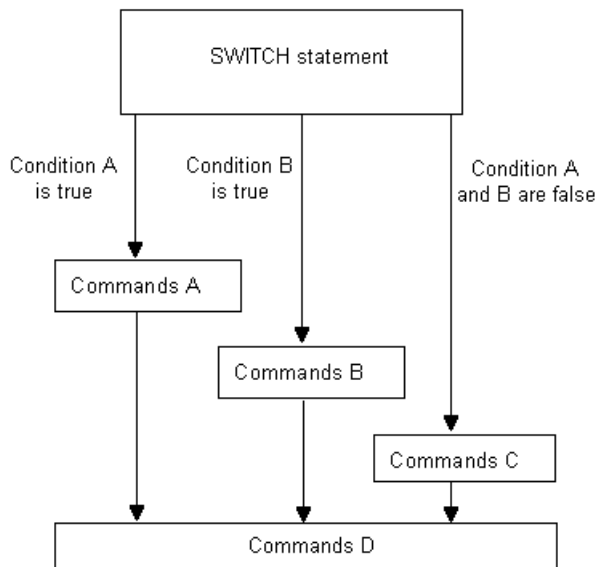 SWITCH statement
Condition A
is true
Condition B
is true
Condition A
and B are false
Commands A
Commands B
Commands C
Commands D